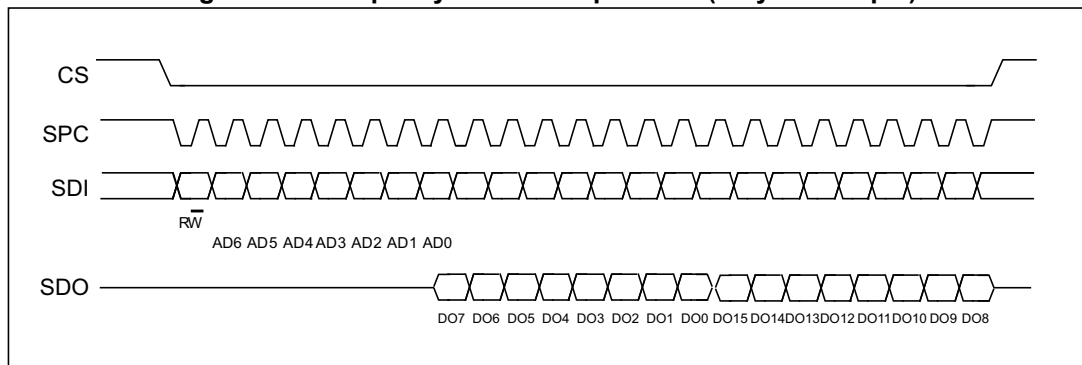 CS
SPC
SDI
RW
AD6 AD5 AD4 AD3 AD2 AD1 AD0
SDO
DO7 DO6 DO5 DO4 DO3 DO2 DO1 DO0 DO15 DO14 DO13 DO12 DO11 DO10 DO9 DO8